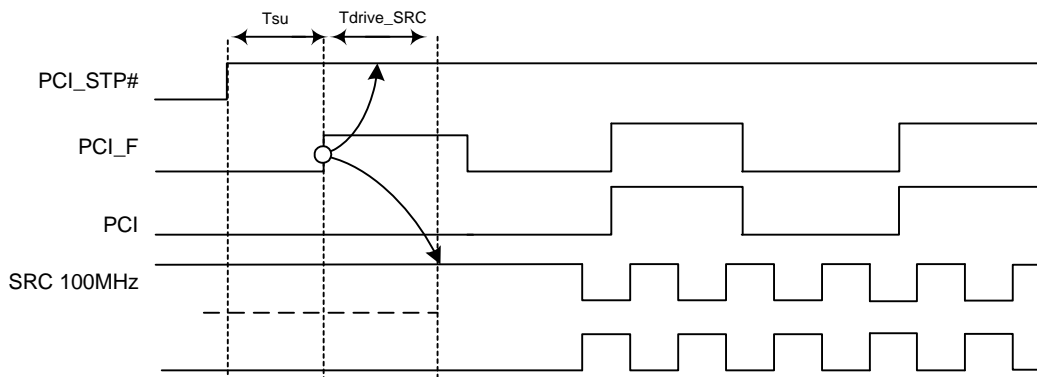 Tsu
Tdrive_SRC
PCI_STP#
PCI_F
PCI
SRC 100MHz